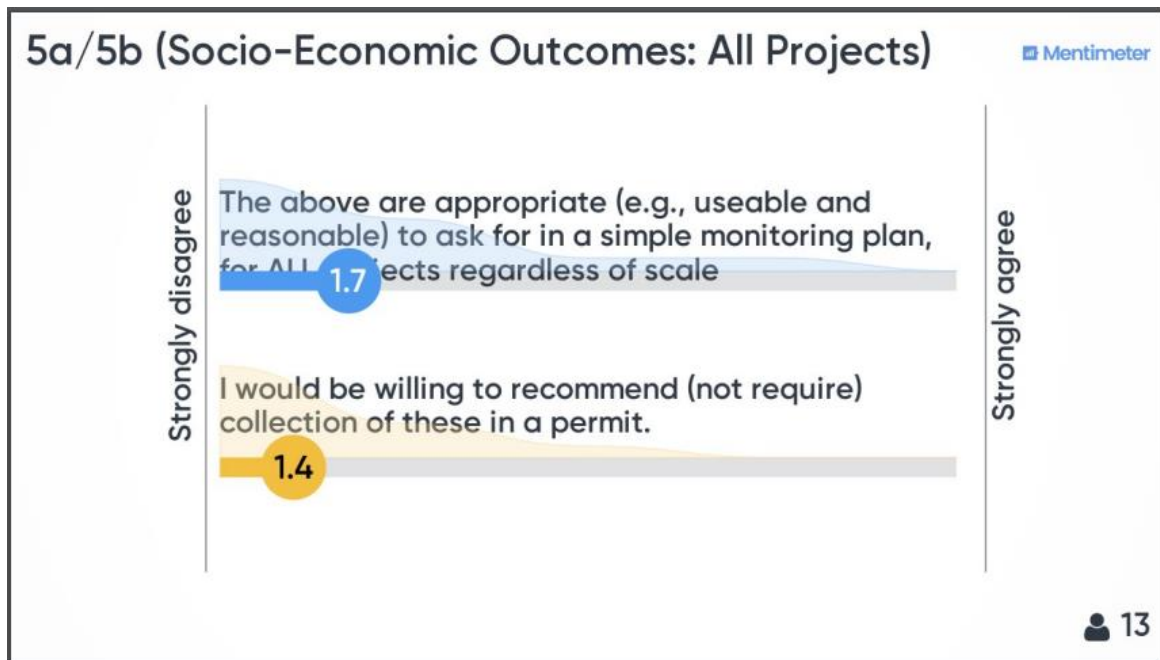 5a/5b (Socio-Economic Outcomes: All Projects)
Mentimeter
Strongly disagree
The above are appropriate (e.g., useable and
reasonable) to ask for in a simple monitoring plan,
for ALL ects regardless of scale
1.7
I would be willing to recommend (not require)
collection of these in a permit.
1.4
Strongly agree
13